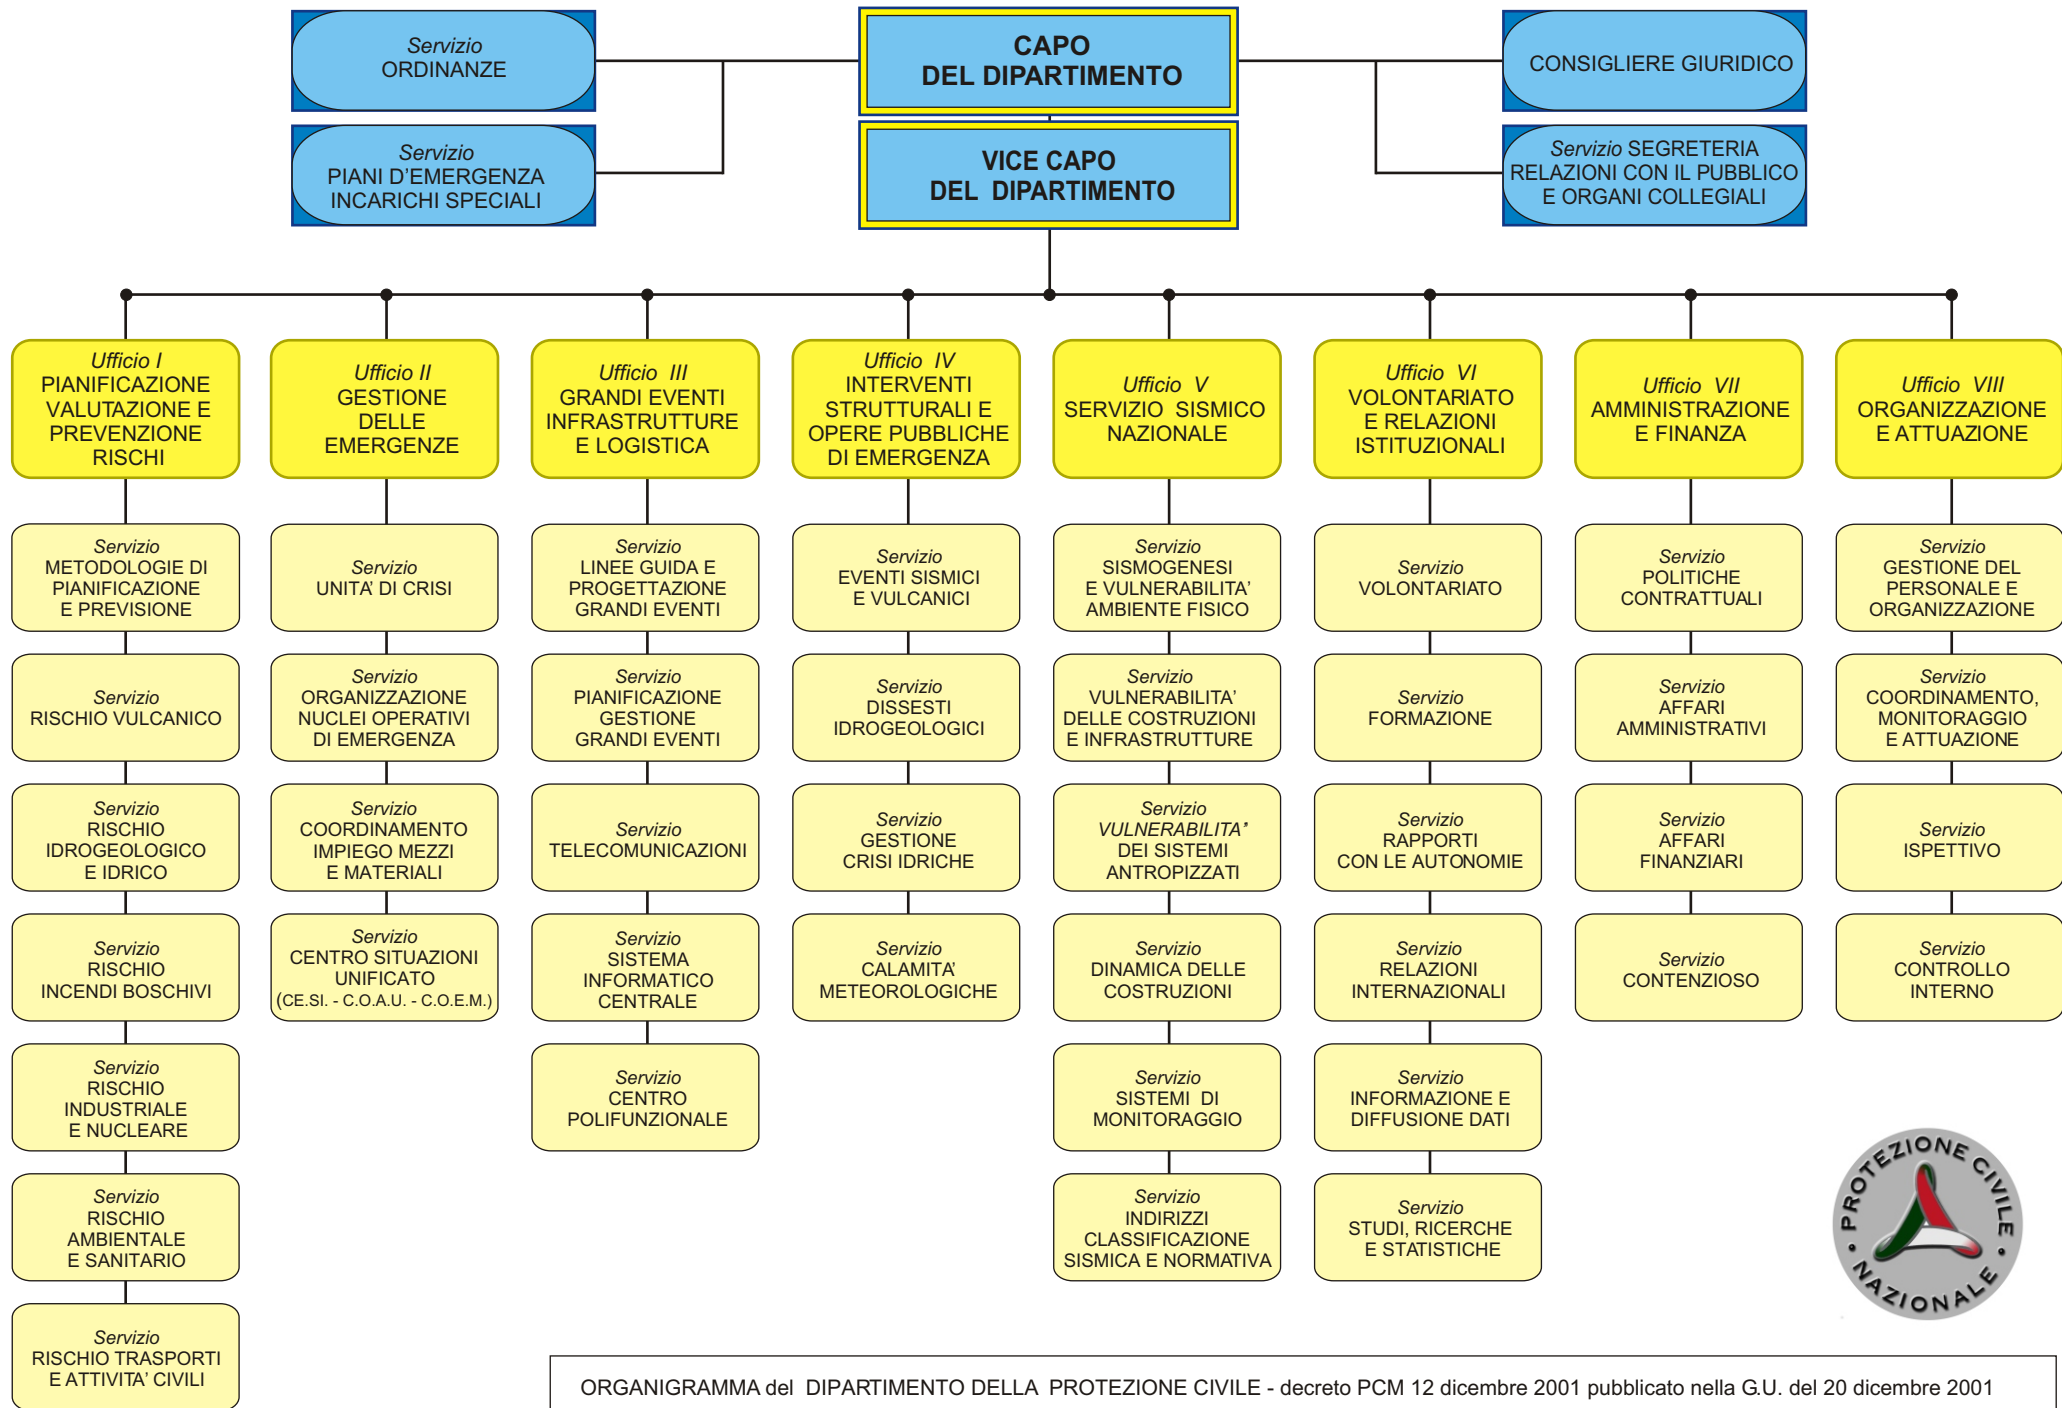 Servizio
ORDINANZE
CAPO
DEL DIPARTIMENTO
CONSIGLIERE GIURIDICO
Servizio
PIANI D'EMERGENZA
INCARICHI SPECIALI
VICE CAPO
DEL DIPARTIMENTO
Servizio SEGRETERIA
RELAZIONI CON IL PUBBLICO
E ORGANI COLLEGIALI
Ufficio I
PIANIFICAZIONE
VALUTAZIONE E
PREVENZIONE
RISCHI
Ufficio II
GESTIONE
DELLE
EMERGENZE
Ufficio III
GRANDI EVENTI
INFRASTRUTTURE
E LOGISTICA
Ufficio IV
INTERVENTI
STRUTTURALI E
OPERE PUBBLICHE
DI EMERGENZA
Ufficio V
SERVIZIO SISMICO
NAZIONALE
Ufficio VI
VOLONTARIATO
E RELAZIONI
ISTITUZIONALI
Ufficio VII
AMMINISTRAZIONE
E FINANZA
Ufficio VIII
ORGANIZZAZIONE
E ATTUAZIONE
Servizio
METODOLOGIE DI
PIANIFICAZIONE
E PREVISIONE
Servizio
UNITA' DI CRISI
Servizio
LINEE GUIDA E
PROGETTAZIONE
GRANDI EVENTI
Servizio
EVENTI SISMICI
E VULCANICI
Servizio
SISMOGENESI
E VULNERABILITA'
AMBIENTE FISICO
Servizio
VOLONTARIATO
Servizio
POLITICHE
CONTRATTUALI
Servizio
GESTIONE DEL
PERSONALE E
ORGANIZZAZIONE
Servizio
RISCHIO VULCANICO
Servizio
ORGANIZZAZIONE
NUCLEI OPERATIVI
DI EMERGENZA
Servizio
PIANIFICAZIONE
GESTIONE
GRANDI EVENTI
Servizio
DISSESTI
IDROGEOLOGICI
Servizio
VULNERABILITA'
DELLE COSTRUZIONI
E INFRASTRUTTURE
Servizio
FORMAZIONE
Servizio
AFFARI
AMMINISTRATIVI
Servizio
COORDINAMENTO,
MONITORAGGIO
E ATTUAZIONE
Servizio
RISCHIO
IDROGEOLOGICO
E IDRICO
Servizio
COORDINAMENTO
IMPIEGO MEZZI
E MATERIALI
Servizio
TELECOMUNICAZIONI
Servizio
GESTIONE
CRISI IDRICHE
Servizio
VULNERABILITA'
DEI SISTEMI
ANTROPIZZATI
Servizio
RAPPORTI
CON LE AUTONOMIE
Servizio
AFFARI
FINANZIARI
Servizio
ISPETTIVO
Servizio
RISCHIO
INCENDI BOSCHIVI
Servizio
CENTRO SITUAZIONI
UNIFICATO
(CE.SI. - C.O.A.U. - C.O.E.M.)
Servizio
SISTEMA
INFORMATICO
CENTRALE
Servizio
CALAMITA'
METEOROLOGICHE
Servizio
DINAMICA DELLE
COSTRUZIONI
Servizio
RELAZIONI
INTERNAZIONALI
Servizio
CONTENZIOSO
Servizio
CONTROLLO
INTERNO
Servizio
RISCHIO
INDUSTRIALE
E NUCLEARE
Servizio
CENTRO
POLIFUNZIONALE
Servizio
SISTEMI DI
MONITORAGGIO
Servizio
INFORMAZIONE E
DIFFUSIONE DATI
Servizio
RISCHIO
AMBIENTALE
E SANITARIO
Servizio
INDIRIZZI
CLASSIFICAZIONE
SISMICA E NORMATIVA
Servizio
STUDI, RICERCHE
E STATISTICHE
PROTEZIONE CIVILE
NAZIONALE
Servizio
RISCHIO TRASPORTI
E ATTIVITA' CIVILI
ORGANIGRAMMA del DIPARTIMENTO DELLA PROTEZIONE CIVILE - decreto PCM 12 dicembre 2001 pubblicato nella G.U. del 20 dicembre 2001